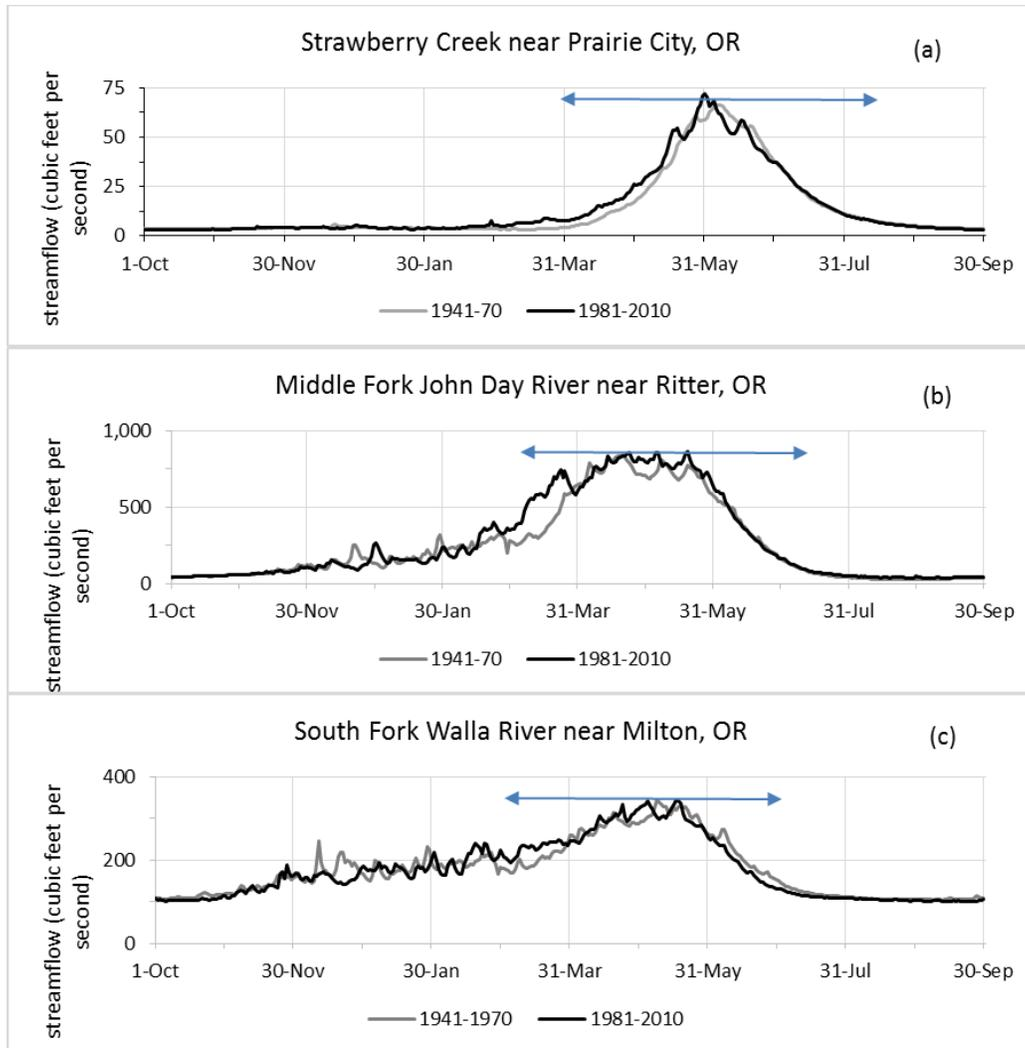 Strawberry Creek near Prairie City, OR
(a)
streamflow (cubic feet per
second)
75
50
25
0
1-Oct
30-Nov
30-Jan
31-Mar
31-May
31-Jul
30-Sep
1941-70
1981-2010
Middle Fork John Day River near Ritter, OR
(b)
streamflow (cubic feet per
second)
1,000
500
0
1-Oct
30-Nov
30-Jan
31-Mar
31-May
31-Jul
30-Sep
1941-70
1981-2010
South Fork Walla River near Milton, OR
(c)
streamflow (cubic feet per
second)
400
200
0
1-Oct
30-Nov
30-Jan
31-Mar
31-May
31-Jul
30-Sep
1941-1970
1981-2010